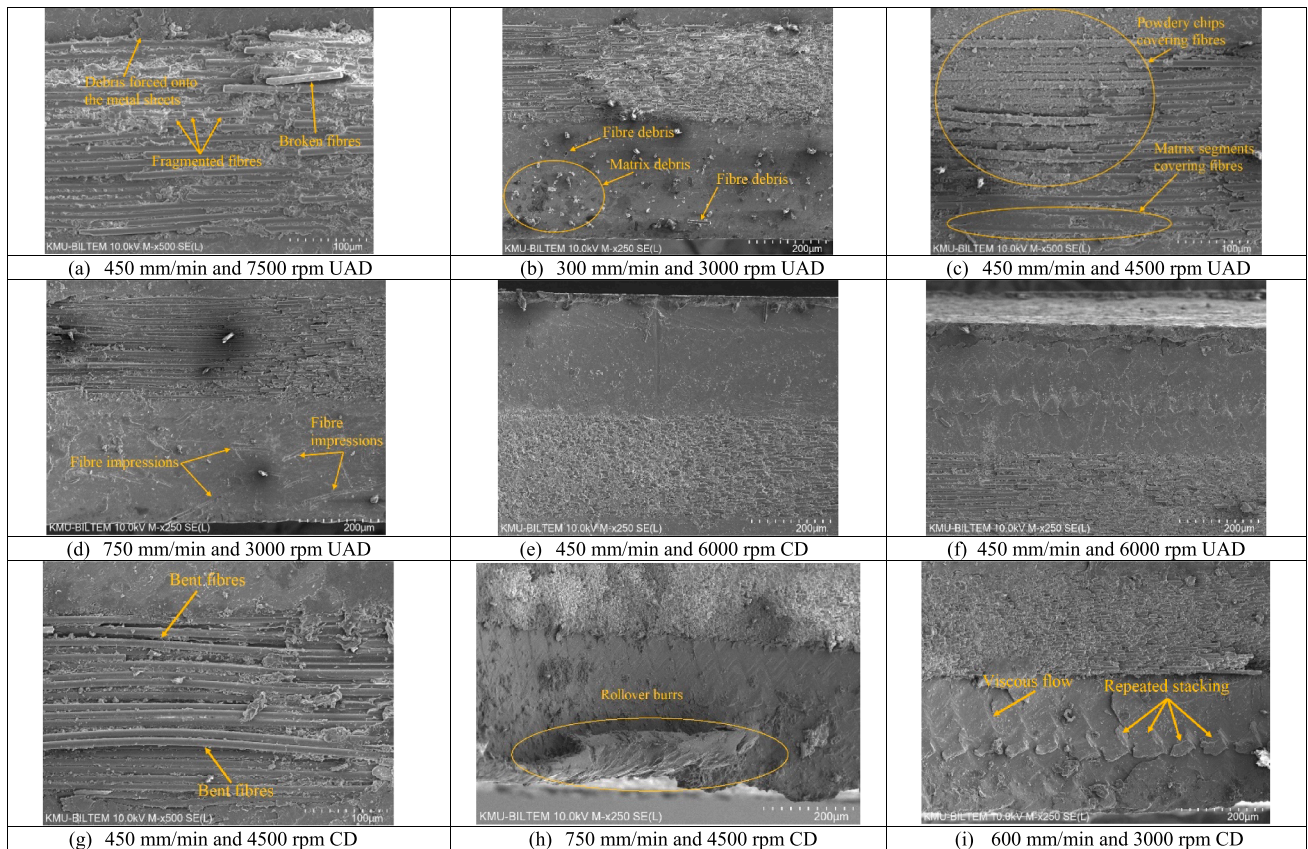 Debris forced onto
the metal sheets
Broken fibres
Fragmented fibres
KMU-BILTEM 10.0kV M-x500 SE(L)
100µm
Fibre debris
Matrix debris
Fibre debris
KMU-BILTEM 10.0kV M-x250 SE(L)
200µm
Powdery chips
covering fibres
Matrix segments
covering fibres
KMU-BILTEM 10.0kV M-x500 SE(L)
100µm
(a) 450 mm/min and 7500 rpm UAD
(b) 300 mm/min and 3000 rpm UAD
(c) 450 mm/min and 4500 rpm UAD
Fibre
impressions
Fibre impressions
KMU-BILTEM 10.0kV M-x250 SE(L)
200µm
KMU-BILTEM 10.0kV M-x250 SE(L)
200µm
KMU-BILTEM 10.0kV M-x250 SE(L)
200µm
(d) 750 mm/min and 3000 rpm UAD
(e) 450 mm/min and 6000 rpm CD
(f) 450 mm/min and 6000 rpm UAD
Bent fibres
Bent fibres
KMU-BILTEM 10.0kV M-x500 SE(L)
100µm
Rollover burrs
KMU-BILTEM 10.0kV M-x250 SE(L)
200µm
Viscous flow
Repeated stacking
KMU-BILTEM 10.0kV M-x250 SE(L)
200µm
(g) 450 mm/min and 4500 rpm CD
(h) 750 mm/min and 4500 rpm CD
(i) 600 mm/min and 3000 rpm CD